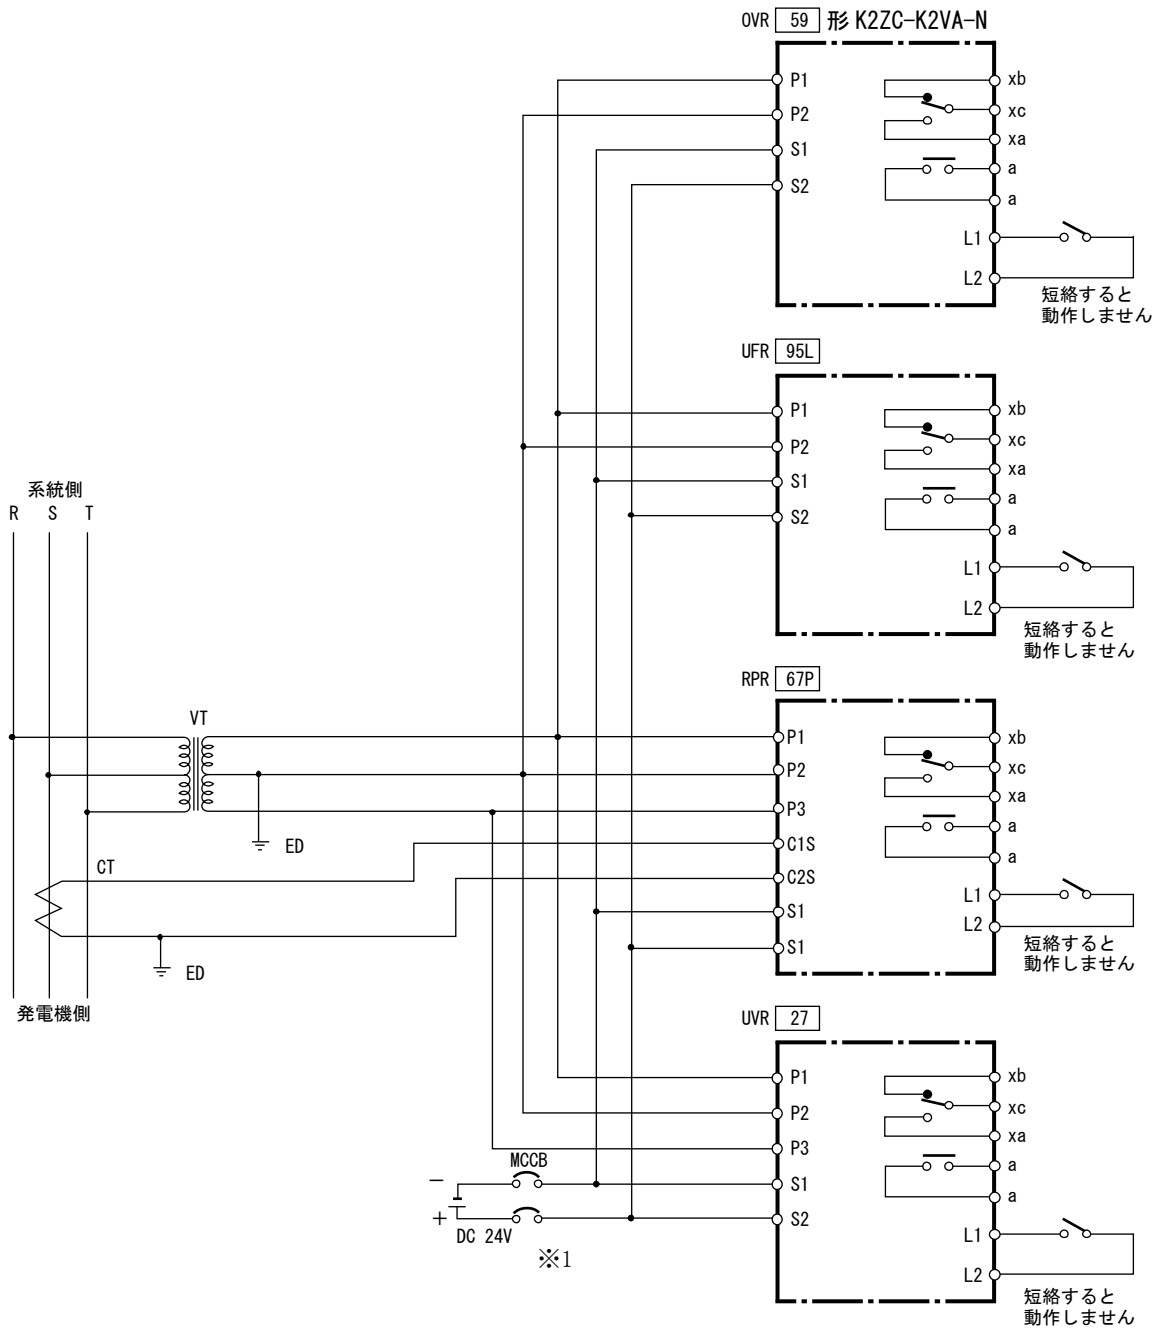 OVR 59 形 K2ZC-K2VA-N
P1
P2
S1
S2
xb
xc
xa
a
a
L1
L2
短絡すると
動作しません
UFR 95L
P1
P2
S1
S2
xb
xc
xa
a
a
L1
L2
短絡すると
動作しません
系統側
R S T
VT
ED
CT
ED
発電機側
RPR 67P
P1
P2
P3
C1S
C2S
S1
S1
xb
xc
xa
a
a
L1
L2
短絡すると
動作しません
UVR 27
P1
P2
P3
S1
S2
xb
xc
xa
a
a
L1
L2
短絡すると
動作しません
MCCB
−
+
DC 24V
※1